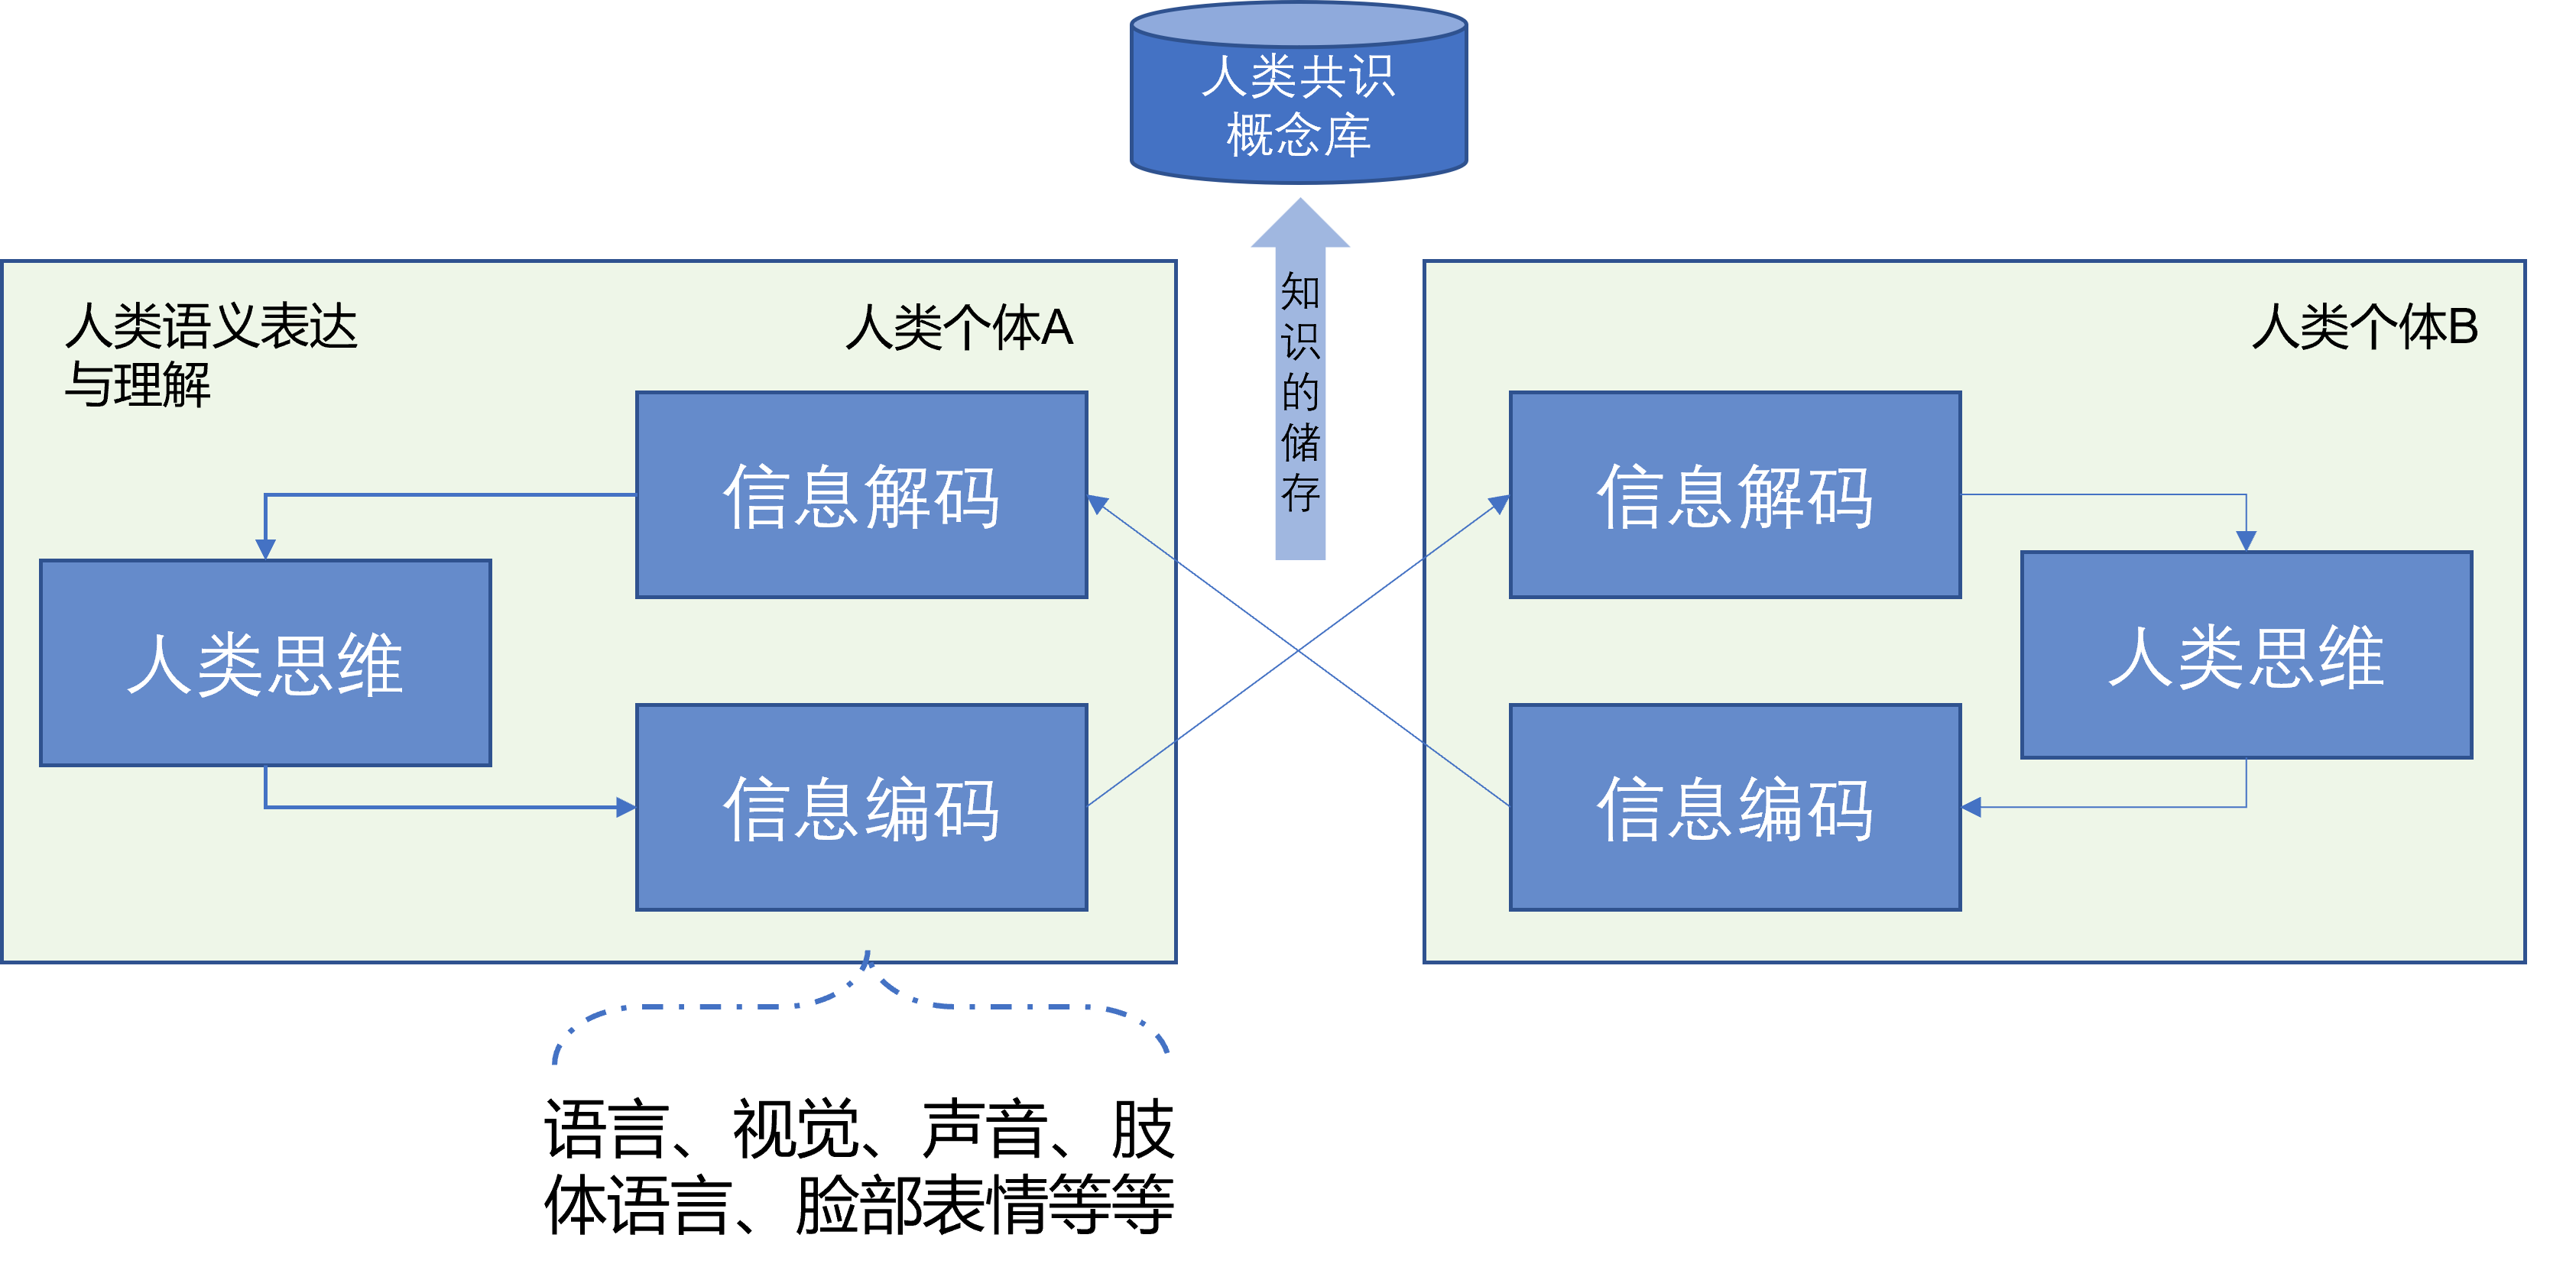 人类共识
概念库
知
识
的
储
存
人类语义表达
与理解
人类个体A
信息解码
人类思维
信息编码
人类个体B
信息解码
人类思维
信息编码
语言、视觉、声音、肢
体语言、脸部表情等等